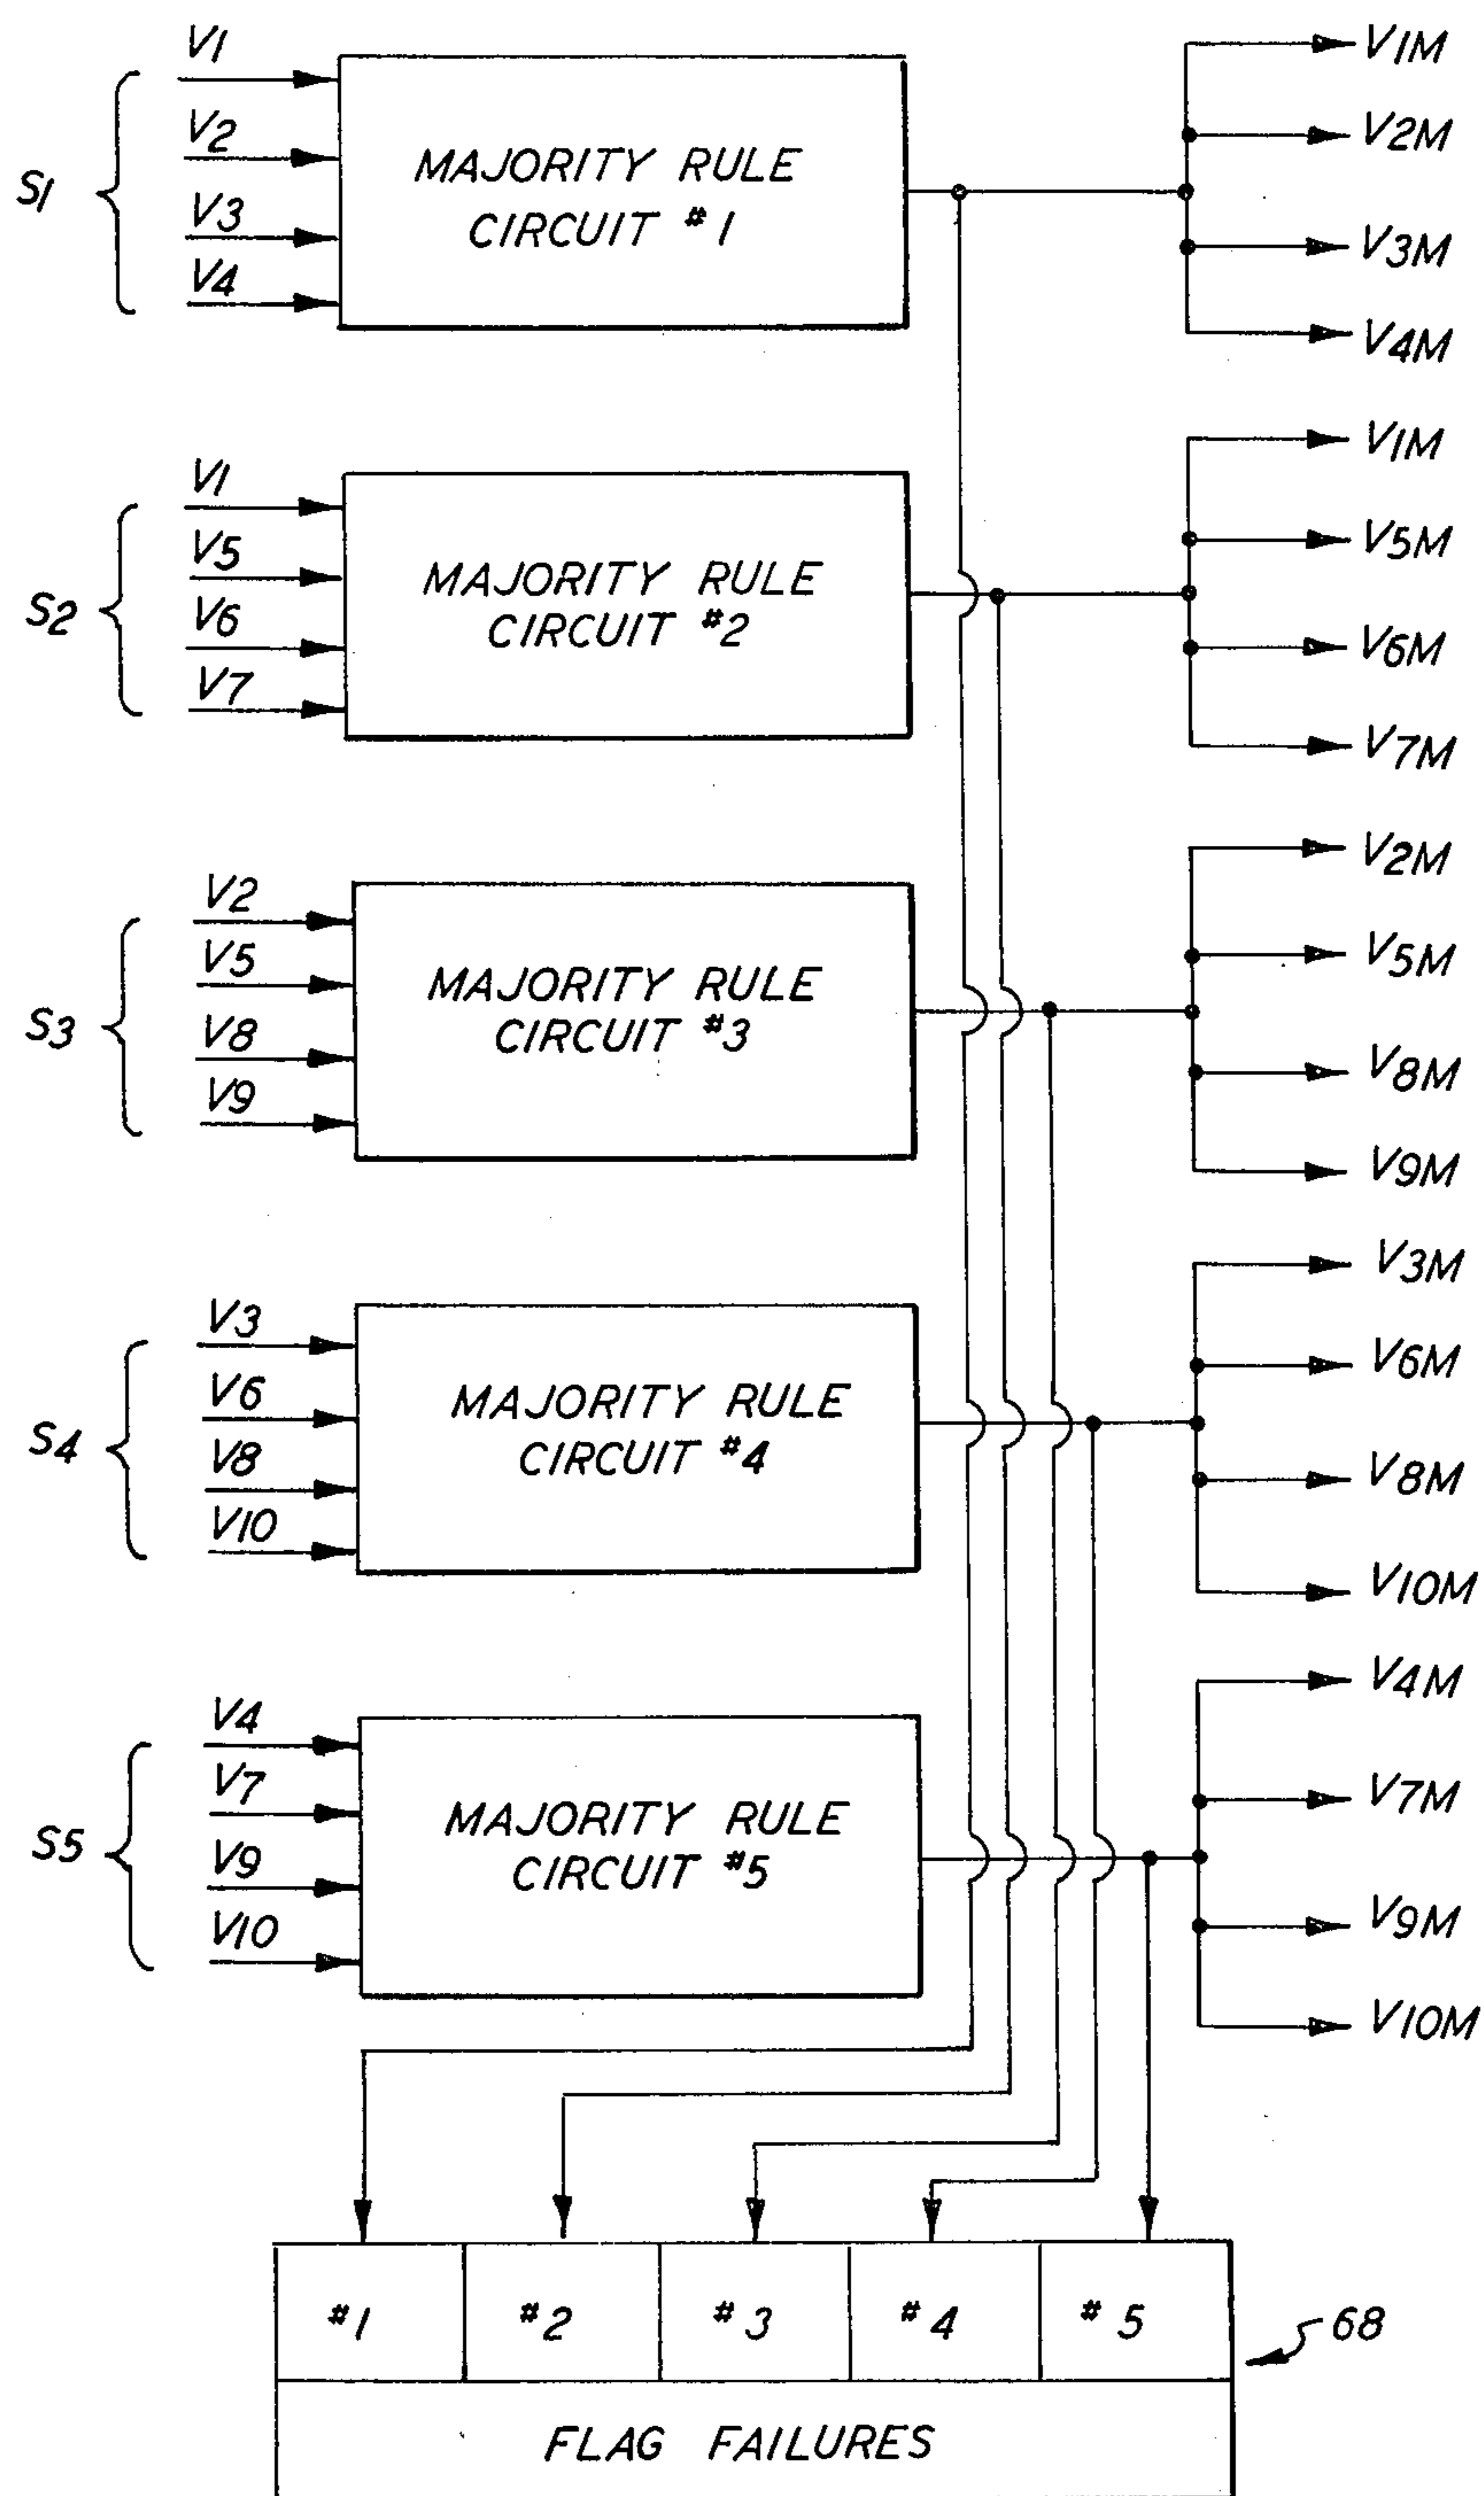 V1
V2
S1
V3
V4
MAJORITY RULE
CIRCUIT #1
V1M
V2M
V3M
V4M
V1
V5
S2
V6
V7
MAJORITY RULE
CIRCUIT #2
V1M
V5M
V6M
V7M
V2
V5
S3
V8
V9
MAJORITY RULE
CIRCUIT #3
V2M
V5M
V8M
V9M
V3
V6
S4
V8
V10
MAJORITY RULE
CIRCUIT #4
V3M
V6M
V8M
V10M
V4
V7
S5
V9
V10
MAJORITY RULE
CIRCUIT #5
V4M
V7M
V9M
V10M
#1 #2 #3 #4 #5
68
FLAG FAILURES